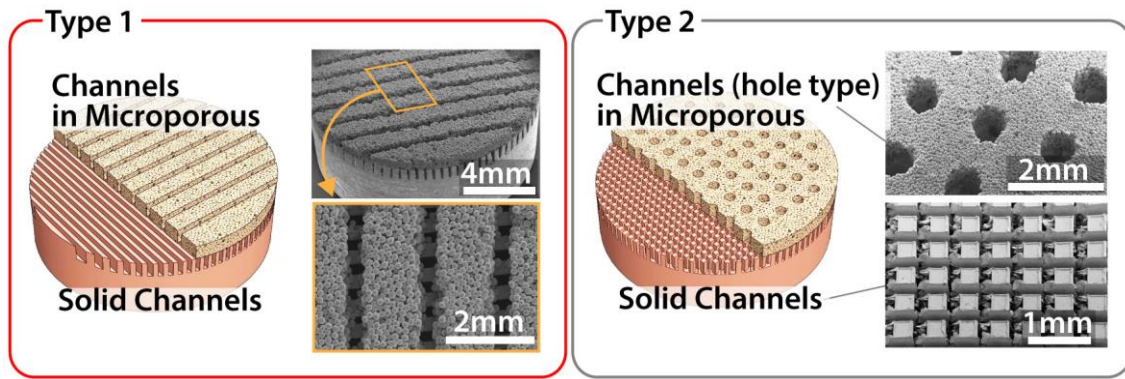 Type 1
Channels
in Microporous
Solid Channels
4mm
2mm
Type 2
Channels (hole type)
in Microporous
Solid Channels
2mm
1mm